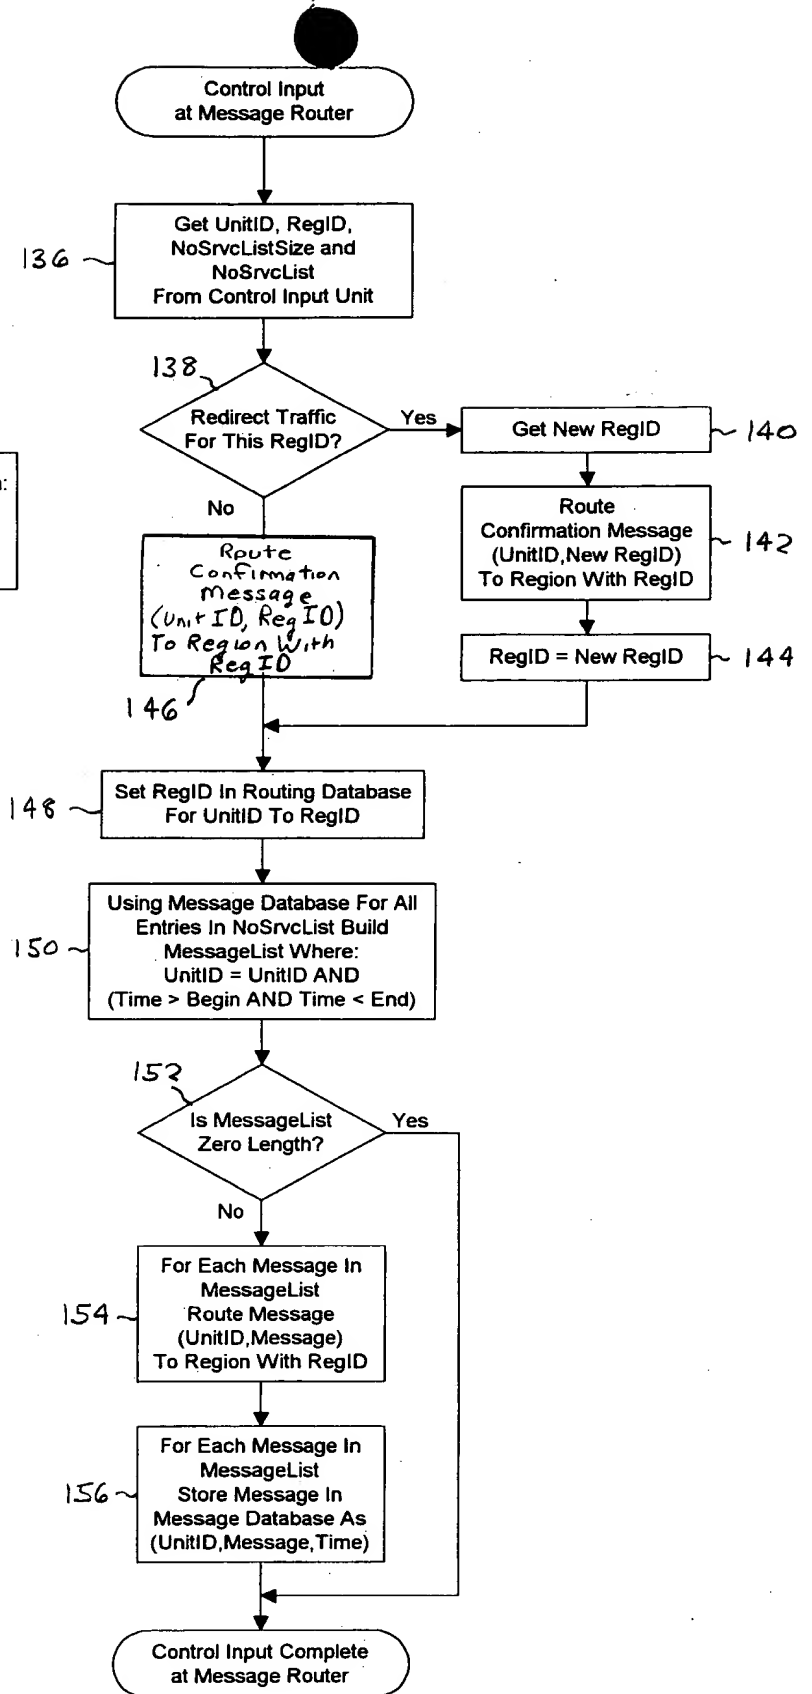 Control Input
at Message Router
136
Get UnitID, RegID,
NoSrvcListSize and
NoSrvcList
From Control Input Unit
138
Redirect Traffic
For This RegID?
Yes
Get New RegID
140
No
Route
Confirmation Message
(UnitID,New RegID)
To Region With RegID
142
n:
Route
Confirmation
Message
(Unit ID, Reg ID)
To Region With
Reg ID
146
RegID = New RegID
144
148
Set RegID In Routing Database
For UnitID To RegID
150
Using Message Database For All
Entries In NoSrvcList Build
MessageList Where:
UnitID = UnitID AND
(Time > Begin AND Time < End)
152
Is MessageList
Zero Length?
Yes
No
154
For Each Message In
MessageList
Route Message
(UnitID,Message)
To Region With RegID
156
For Each Message In
MessageList
Store Message In
Message Database As
(UnitID,Message,Time)
Control Input Complete
at Message Router